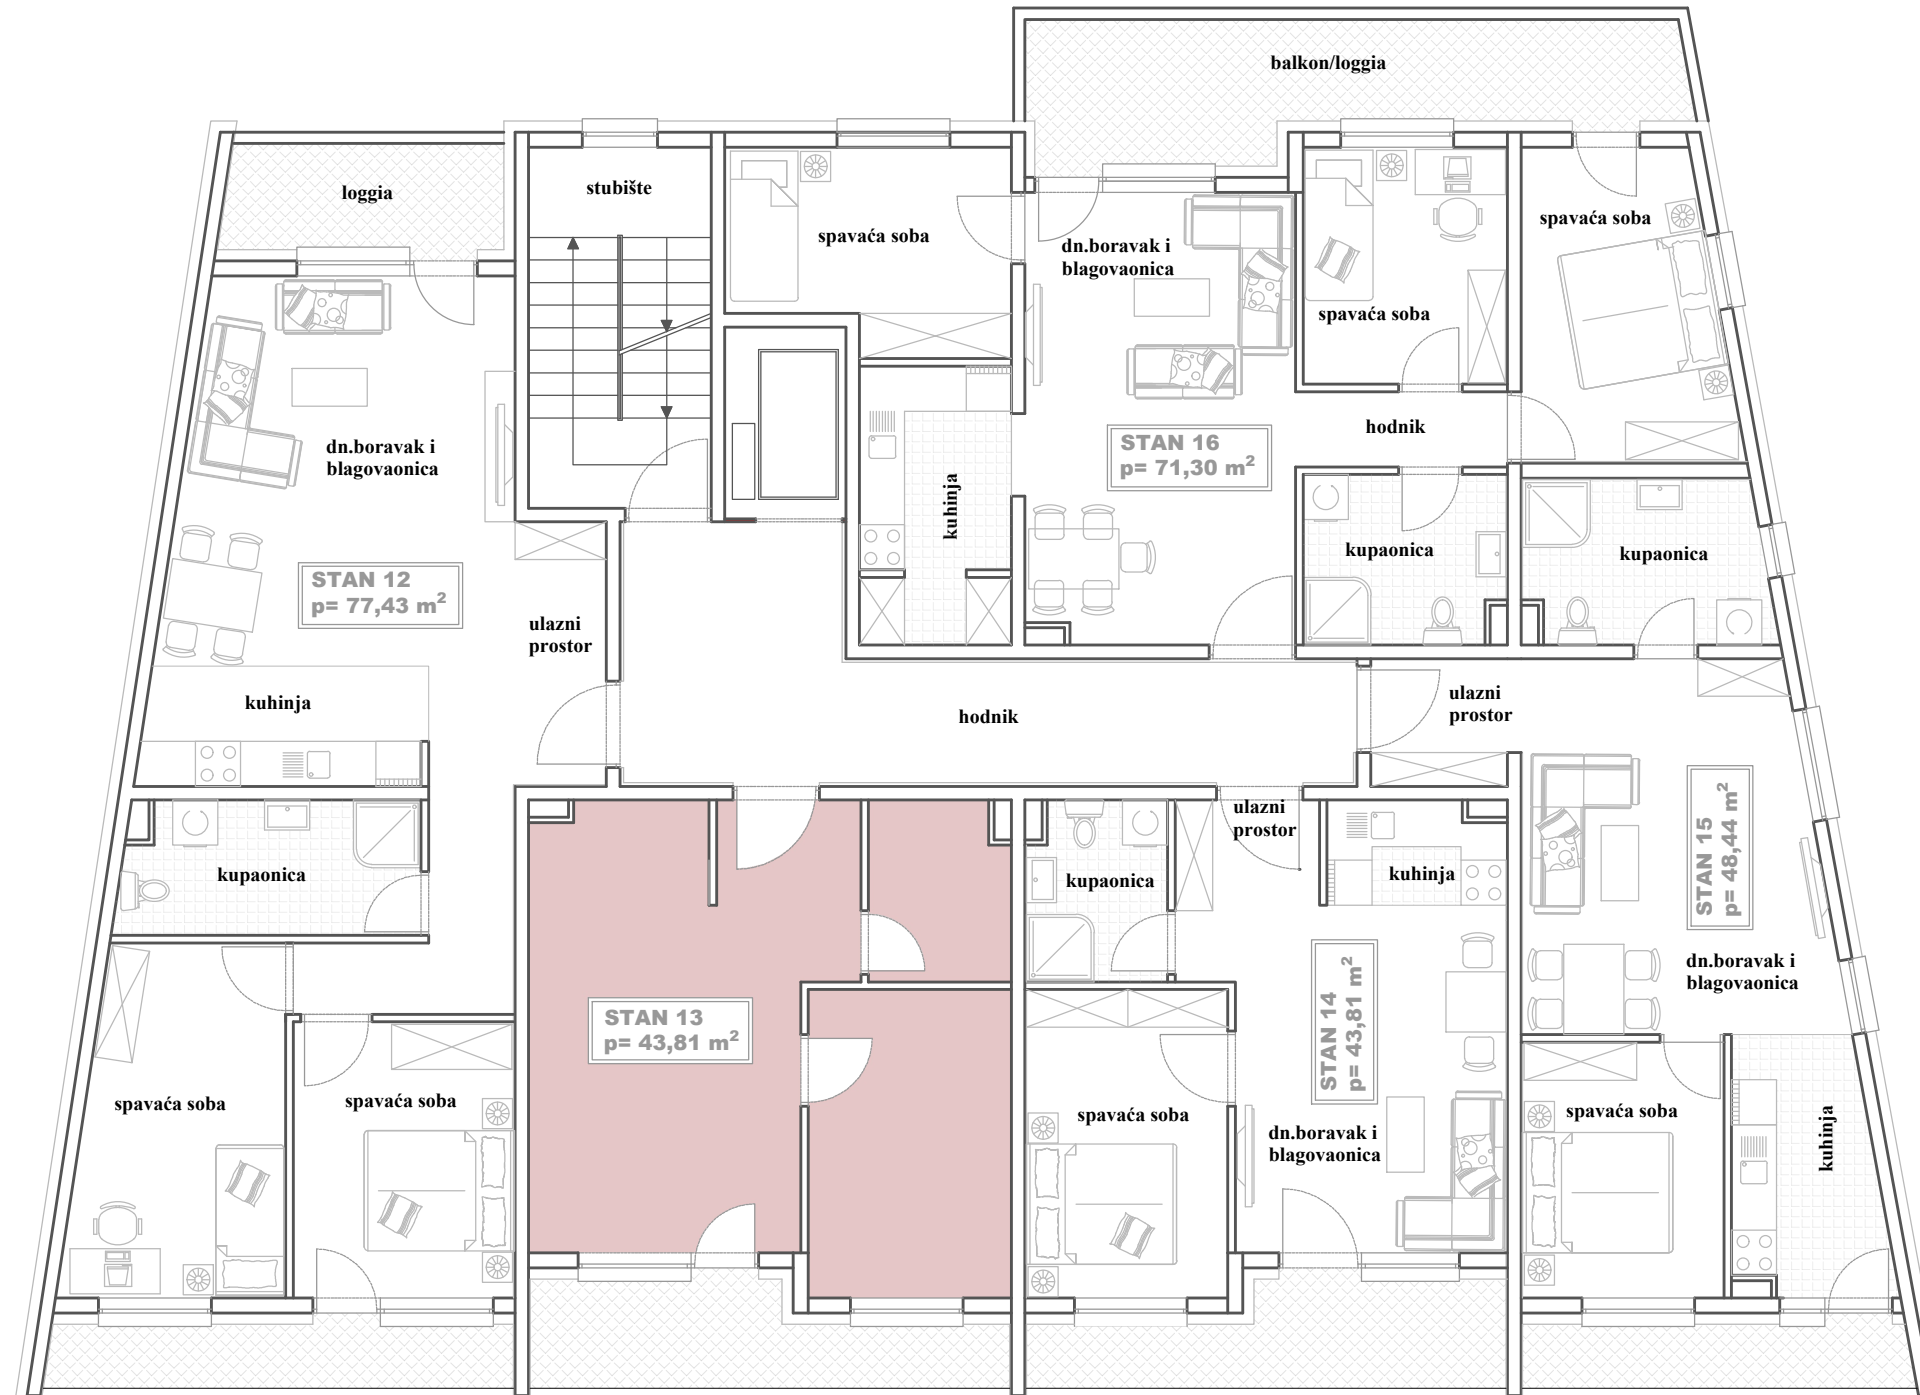 balkon/loggia
loggia
stubište
spavaća soba
dn.boravak i
blagovaonica
spavaća soba
spavaća soba
dn.boravak i
blagovaonica
hodnik
STAN 16
p= 71,30 m²
kuhinja
kupaonica
kupaonica
STAN 12
p= 77,43 m²
ulazni
prostor
kuhinja
hodnik
ulazni
prostor
ulazni
prostor
kupaonica
kupaonica
kuhinja
STAN 15
p= 48,44 m²
dn.boravak i
blagovaonica
STAN 13
p= 43,81 m²
STAN 14
p= 43,81 m²
spavaća soba
spavaća soba
spavaća soba
dn.boravak i
blagovaonica
spavaća soba
kuhinja